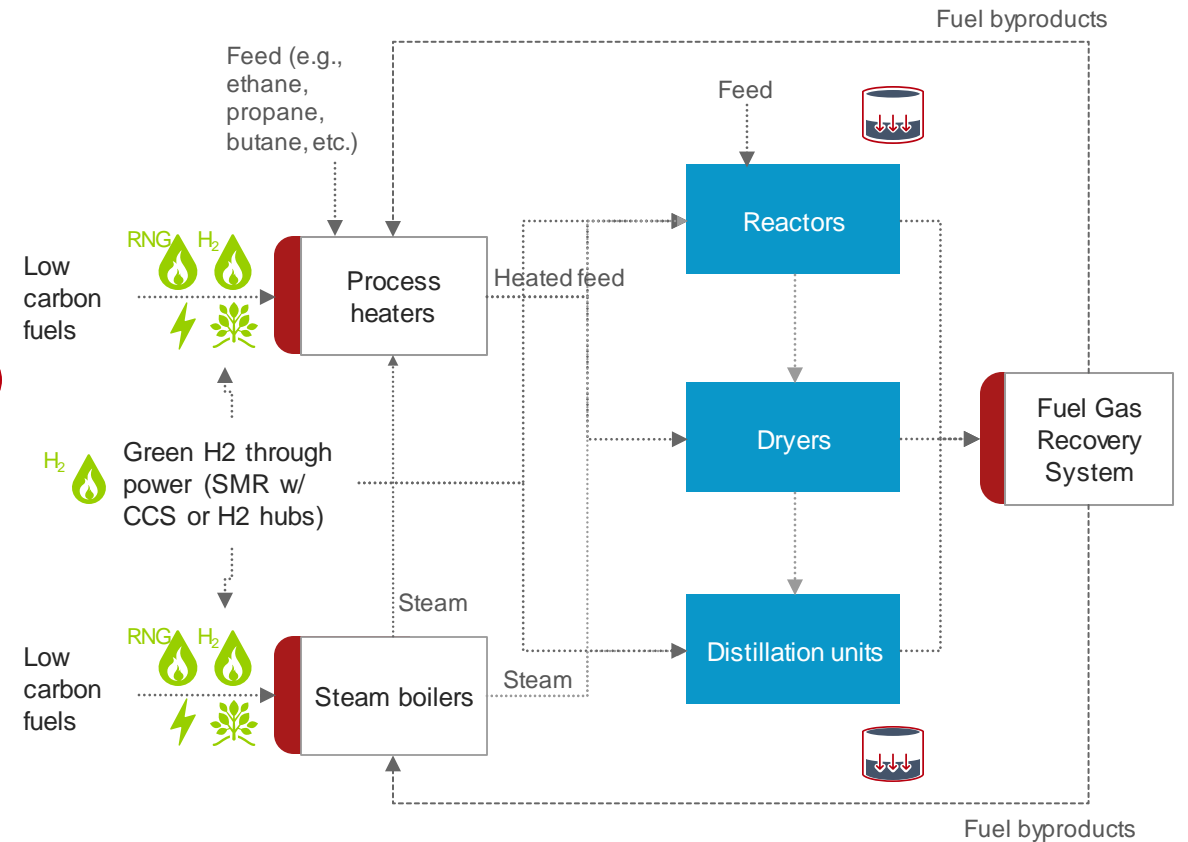 Fuel byproducts
Feed (e.g.,
ethane,
propane,
butane, etc.)
Feed
RNG
H₂
Low
carbon
fuels
Process
heaters
Heated feed
Reactors
Dryers
Fuel Gas
Recovery
System
H₂
Green H2 through
power (SMR w/
CCS or H2 hubs)
Steam
RNG
H₂
Low
carbon
fuels
Steam boilers
Steam
Distillation units
Fuel byproducts